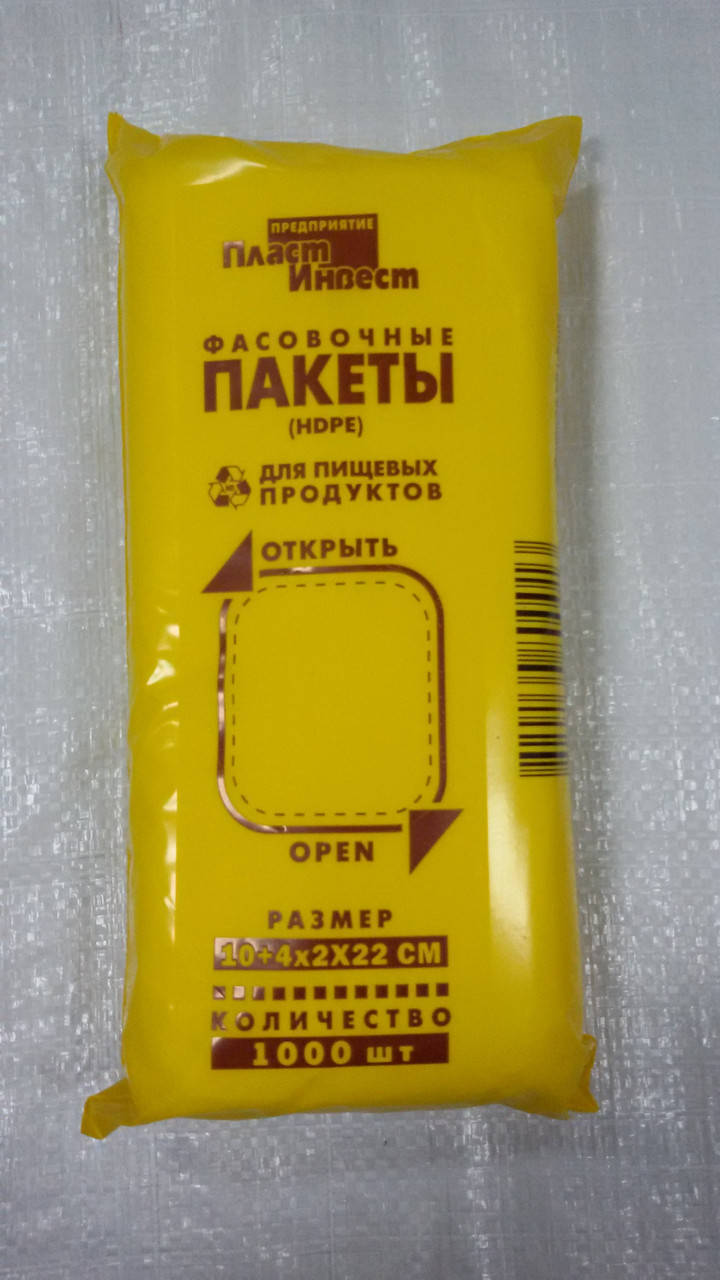 ПРЕДПРИЯТИЕ
Пласт
Инвест
ФАСОВОЧНЫЕ
ПАКЕТЫ
(HDPE)
ДЛЯ ПИЩЕВЫХ
ПРОДУКТОВ
ОТКРЫТЬ
OPEN
РАЗМЕР
10+4х2Х22 СМ
КОЛИЧЕСТВО
1000 шт